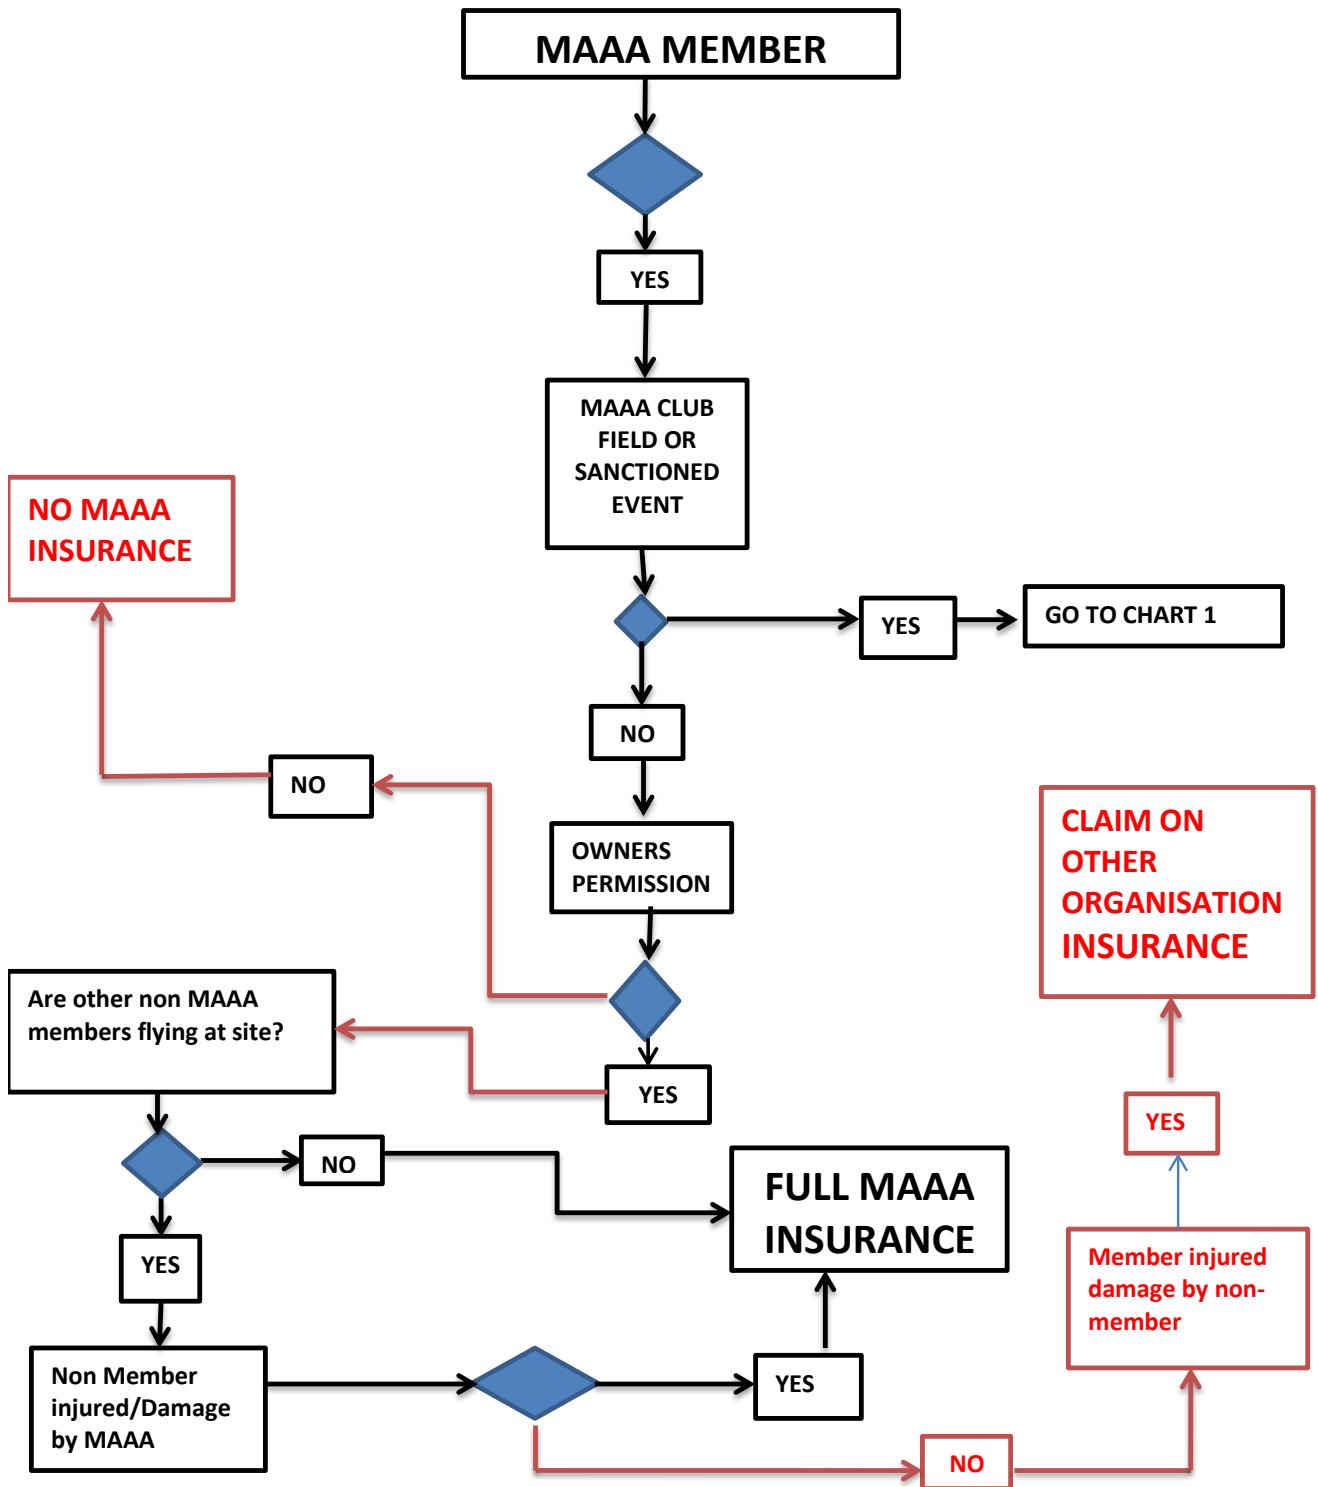 MAAA MEMBER
YES
MAAA CLUB
FIELD OR
SANCTIONED
EVENT
NO MAAA
INSURANCE
YES
GO TO CHART 1
NO
NO
OWNERS
PERMISSION
CLAIM ON
OTHER
ORGANISATION
INSURANCE
Are other non MAAA
members flying at site?
YES
YES
NO
FULL MAAA
INSURANCE
YES
Member injured
damage by non-
member
Non Member
injured/Damage
by MAAA
YES
NO